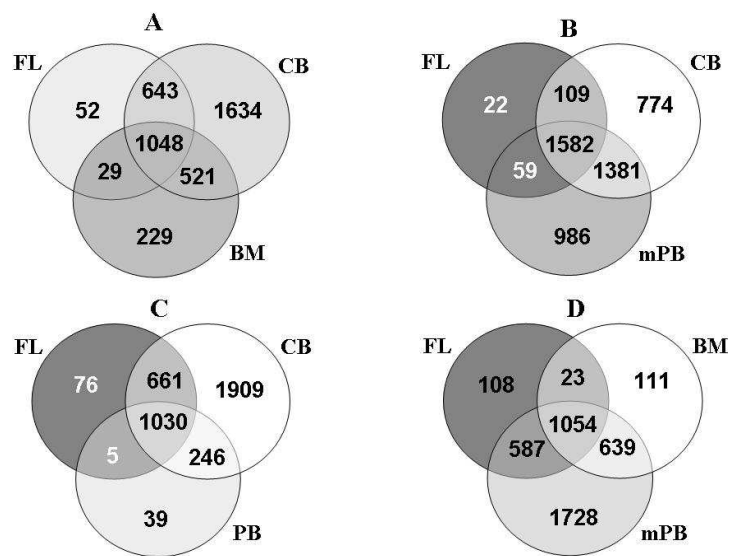 A
B
FL
CB
FL
CB
52
643
1634
22
109
774
1048
1582
29
521
59
1381
229
986
BM
mPB
C
D
FL
CB
FL
BM
76
661
1909
108
23
111
1030
1054
5
246
587
639
39
1728
PB
mPB